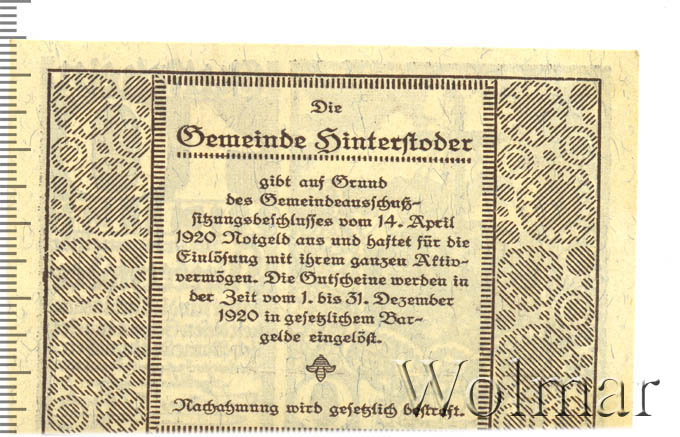 Die
Gemeinde Hinterstoder
gibt auf Grund
des Gemeindeausschuß-
sitzungsbeschlusses vom 14. April
1920 Notgeld aus und haftet für die
Einlösung mit ihrem ganzen Aktiv-
vermögen. Die Gutscheine werden in
der Zeit vom 1. bis 31. Dezember
1920 in gesetzlichem Bar-
gelde eingelöst.
Nachahmung wird gesetzlich bestraft.
Wolmar